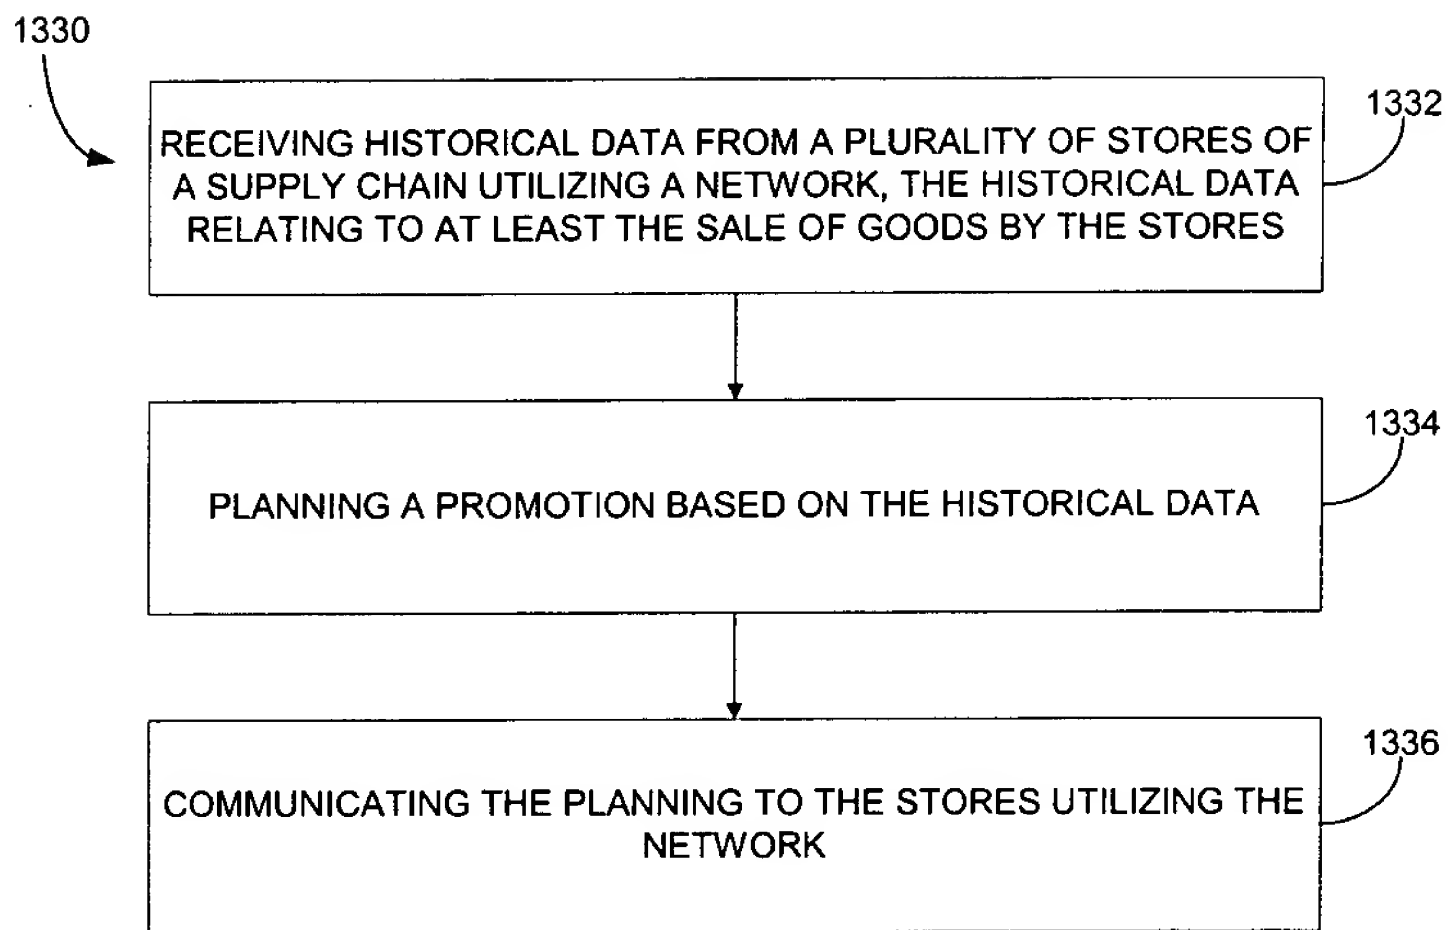 1330
1332
RECEIVING HISTORICAL DATA FROM A PLURALITY OF STORES OF
A SUPPLY CHAIN UTILIZING A NETWORK, THE HISTORICAL DATA
RELATING TO AT LEAST THE SALE OF GOODS BY THE STORES
1334
PLANNING A PROMOTION BASED ON THE HISTORICAL DATA
1336
COMMUNICATING THE PLANNING TO THE STORES UTILIZING THE
NETWORK